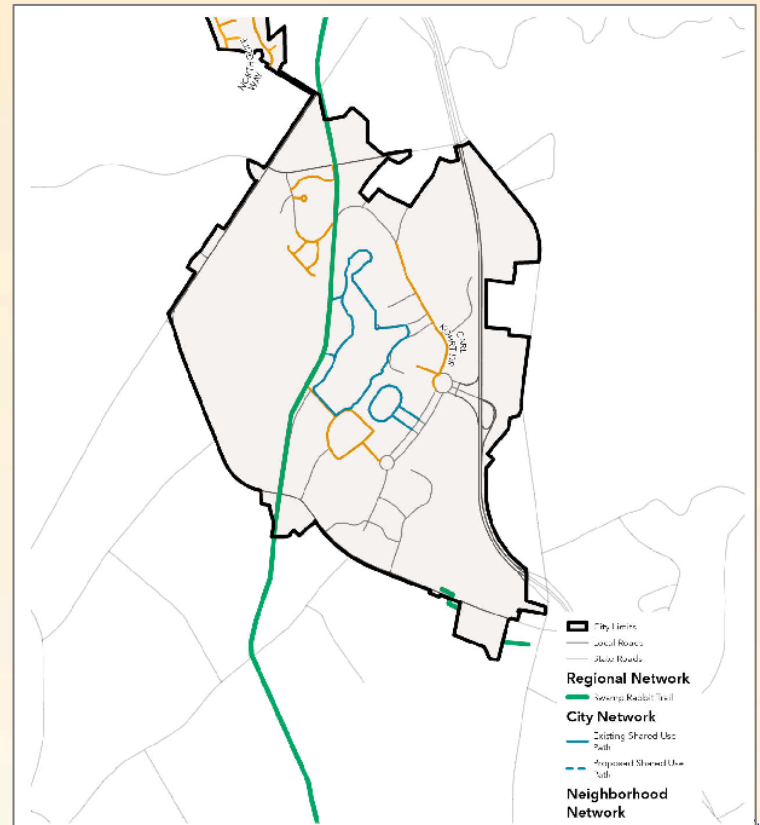 WAY
City Limits
Local Roads
State Roads
Regional Network
Swamp Rabbit Trail
City Network
Existing Shared Use
Path
Proposed Shared Use
Path
Neighborhood
Network